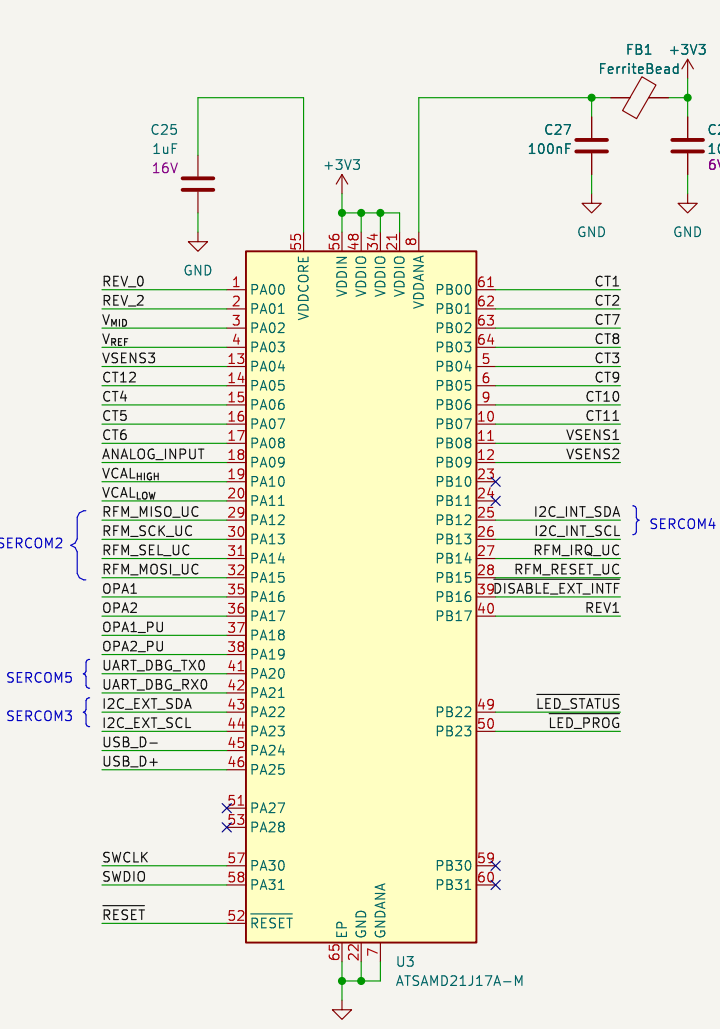 FB1 +3V3
FerriteBead
C25
1uF
16V
C27
100nF
+3V3
GND
GND
GND
55 56 48 34 21 8
VDDCORE VDDIN VDDIO VDDIO VDDIO VDDANA
REV_0 1 PA00 PB00 61 CT1
REV_2 2 PA01 PB01 62 CT2
VMID 3 PA02 PB02 63 CT7
VREF 4 PA03 PB03 64 CT8
VSENS3 13 PA04 PB04 5 CT3
CT12 14 PA05 PB05 6 CT9
CT4 15 PA06 PB06 9 CT10
CT5 16 PA07 PB07 10 CT11
CT6 17 PA08 PB08 11 VSENS1
ANALOG_INPUT 18 PA09 PB09 12 VSENS2
VCALHIGH 19 PA10 PB10 23
VCALLOW 20 PA11 PB11 24
RFM_MISO_UC 29 PA12 PB12 25 I2C_INT_SDA
SERCOM4
RFM_SCK_UC 30 PA13 PB13 26 I2C_INT_SCL
SERCOM2
RFM_SEL_UC 31 PA14 PB14 27 RFM_IRQ_UC
RFM_MOSI_UC 32 PA15 PB15 28 RFM_RESET_UC
OPA1 35 PA16 PB16 39 DISABLE_EXT_INTF
OPA2 36 PA17 PB17 40 REV1
OPA1_PU 37 PA18
OPA2_PU 38 PA19
UART_DBG_TX0 41 PA20
SERCOM5
UART_DBG_RX0 42 PA21
I2C_EXT_SDA 43 PA22 PB22 49 LED_STATUS
SERCOM3
I2C_EXT_SCL 44 PA23 PB23 50 LED_PROG
USB_D- 45 PA24
USB_D+ 46 PA25
51 PA27
53 PA28
SWCLK 57 PA30 PB30 59
SWDIO 58 PA31 PB31 60
RESET 52 RESET
EP GND GNDANA
65 22 7
U3
ATSAMD21J17A-M